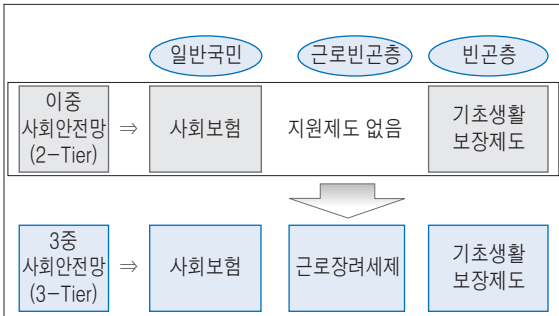 일반국민 근로빈곤층 빈곤층
이중
사회안전망
(2-Tier)
⇒
사회보험
지원제도 없음
기초생활
보장제도
3중
사회안전망
(3-Tier)
⇒
사회보험
근로장려세제
기초생활
보장제도